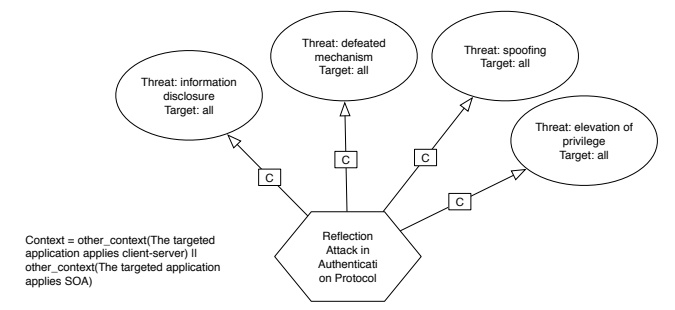 Threat: defeated
mechanism
Target: all
Threat: spoofing
Target: all
Threat: information
disclosure
Target: all
Threat: elevation of
privilege
Target: all
C
C
C
C
Reflection
Attack in
Authenticati
on Protocol
Context = other_context(The targeted
application applies client-server) ||
other_context(The targeted application
applies SOA)